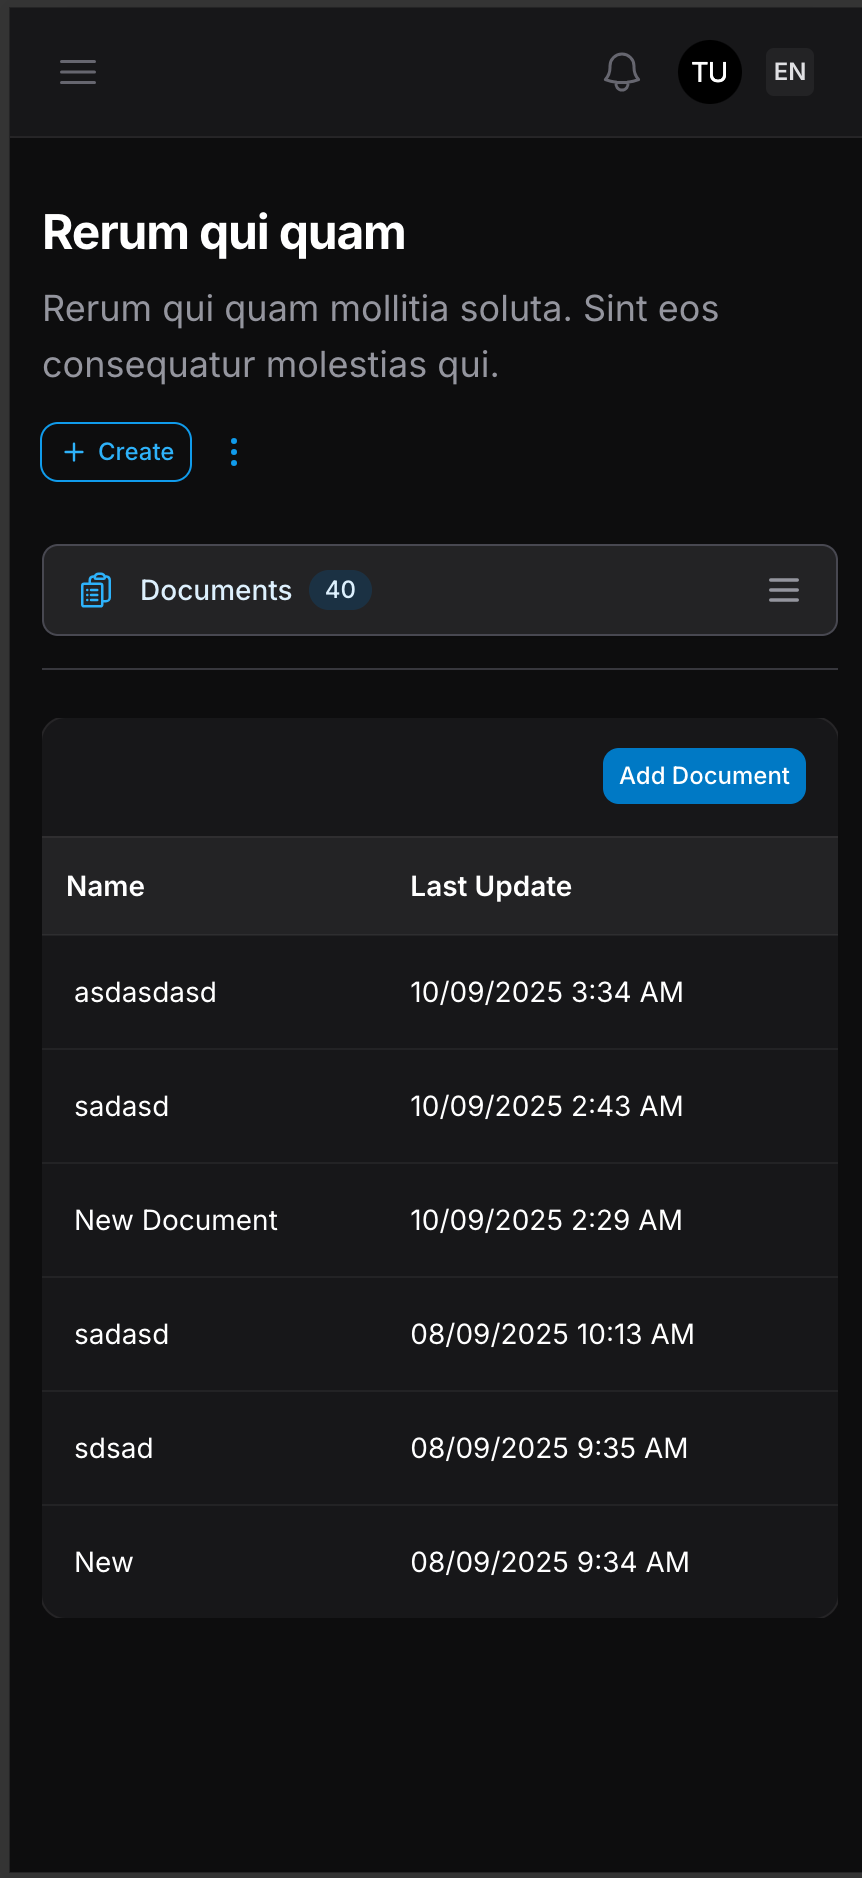 TU EN
Rerum qui quam
Rerum qui quam mollitia soluta. Sint eos
consequatur molestias qui.
Create
Documents 40
Add Document
Name Last Update
asdasdasd 10/09/2025 3:34 AM
sadasd 10/09/2025 2:43 AM
New Document 10/09/2025 2:29 AM
sadasd 08/09/2025 10:13 AM
sdsad 08/09/2025 9:35 AM
New 08/09/2025 9:34 AM